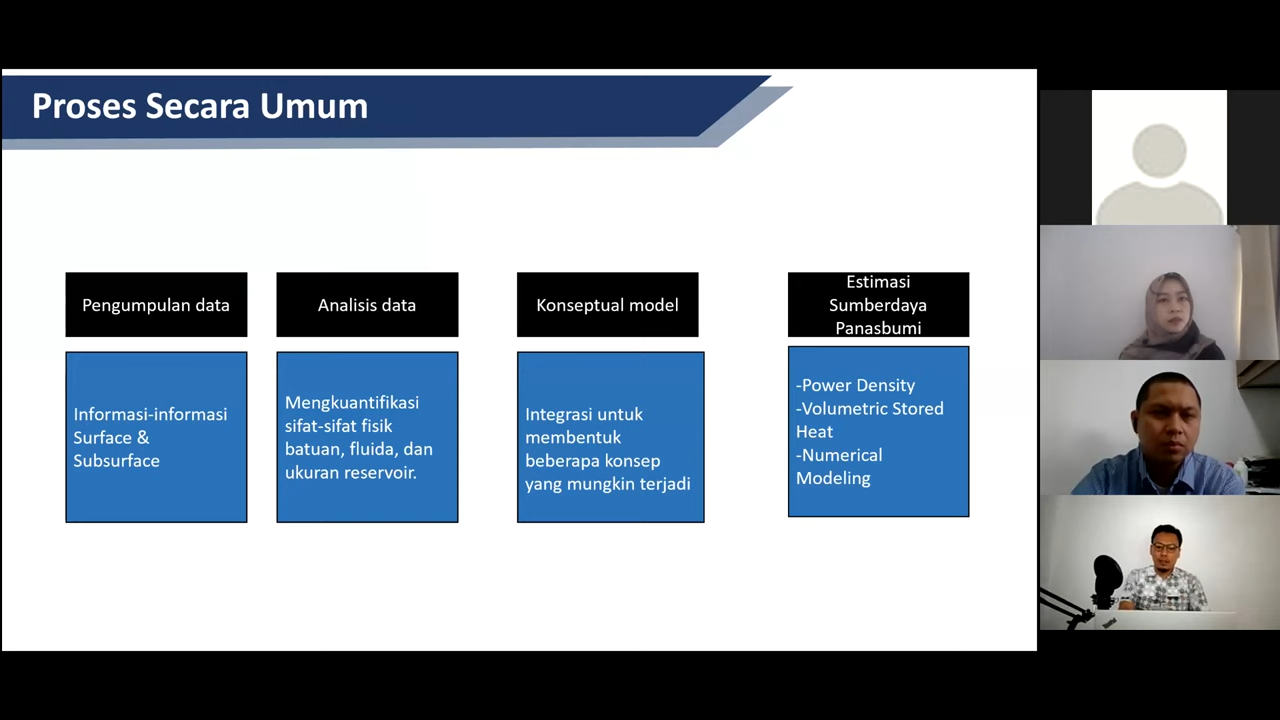 Proses Secara Umum
Pengumpulan data
Analisis data
Konseptual model
Estimasi
Sumberdaya
Panasbumi
Informasi-informasi
Surface &
Subsurface
Mengkuantifikasi
sifat-sifat fisik
batuan, fluida, dan
ukuran reservoir.
Integrasi untuk
membentuk
beberapa konsep
yang mungkin terjadi
-Power Density
-Volumetric Stored
Heat
-Numerical
Modeling